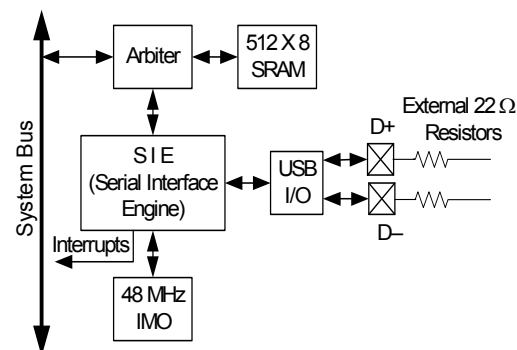 System Bus
Arbiter
512 X 8
SRAM
S I E
(Serial Interface
Engine)
Interrupts
48 MHz
IMO
USB
I/O
D+
D–
External 22 Ω
Resistors